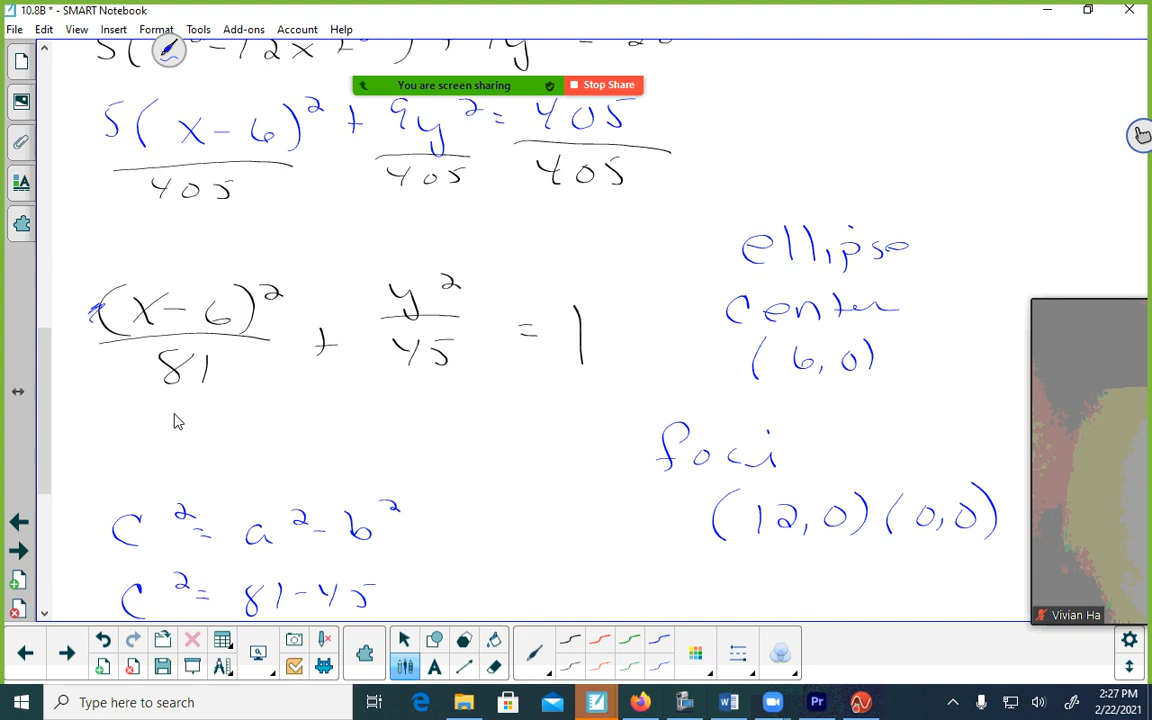 10.8B * - SMART Notebook
File Edit View Insert Format Tools Add-ons Account Help
You are screen sharing Stop Share
5(x-6)² + 9y² = 405
405 405 405
ellipse
center
(6,0)
(x-6)² + y² = 1
81 45
foci
(12,0) (0,0)
c² = a² - b²
c² = 81-45
Vivian Ha
A
Type here to search
W
Pr
2:27 PM
2/22/2021